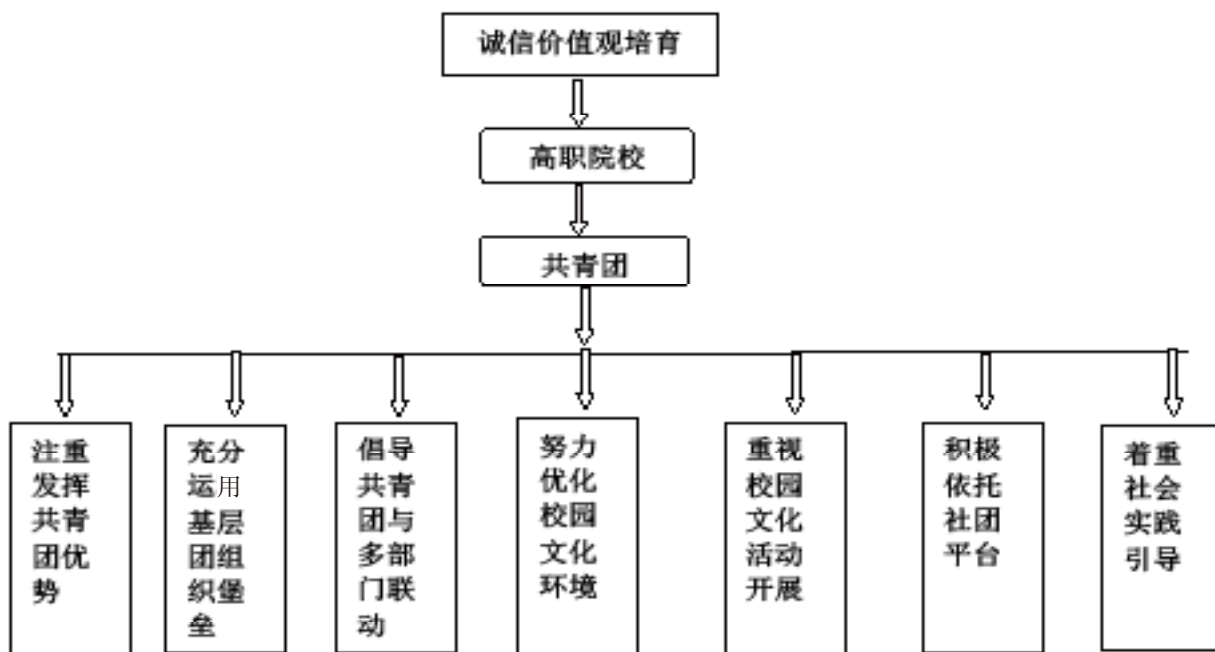 诚信价值观培育
高职院校
共青团
注重
发挥
共青
团优
势
充分
运用
基层
团组
织堡
垒
倡导
共青
团与
多部
门联
动
努力
优化
校园
文化
环境
重视
校园
文化
活动
开展
积极
依托
社团
平台
着重
社会
实践
引导